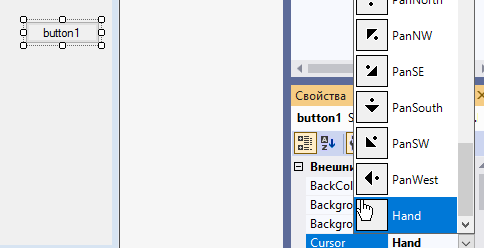 button1
PanNorth
PanNW
PanSE
PanSouth
PanSW
PanWest
Hand
Свойства
button1
Внешни
BackCol
Backgro
Backgro
Cursor
Hand